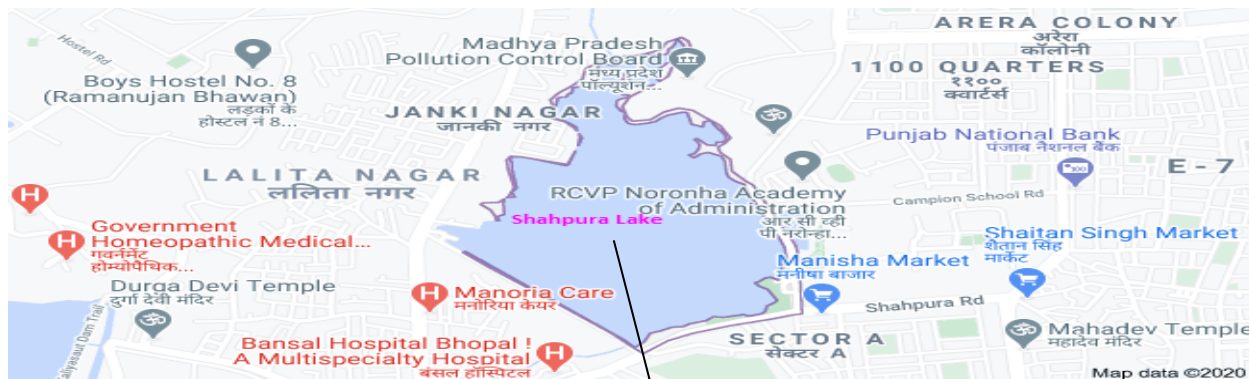 Hostel Rd
Boys Hostel No. 8
(Ramanujan Bhawan)
लड़कों के
होस्टल नं 8...
Madhya Pradesh
Pollution Control Board
मध्य प्रदेश
पॉल्यूशन...
ARERA COLONY
अरेरा
कॉलोनी
1100 QUARTERS
११००
क्वार्टर्स
JANKI NAGAR
जानकी नगर
Punjab National Bank
पंजाब नैशनल बैंक
E-7
LALITA NAGAR
ललिता नगर
RCVP Noronha Academy
of Administration
आर सी व्ही
पी नरोन्हा...
Campion School Rd
Shahpura Lake
Government
Homeopathic Medical...
गवर्नमेंट
होम्योपैथिक...
Shaitan Singh Market
शैतान सिंह
मार्केट
Manisha Market
मनीषा बाजार
Durga Devi Temple
दुर्गा देवी मंदिर
Manoria Care
मनोरिया केयर
Shahpura Rd
Kaliyasaut Dam Trail
Bansal Hospital Bhopal !
A Multispecialty Hospital
बंसल हॉस्पिटल
SECTOR A
सेक्टर A
Mahadev Temple
महादेव मंदिर
Map data ©2020